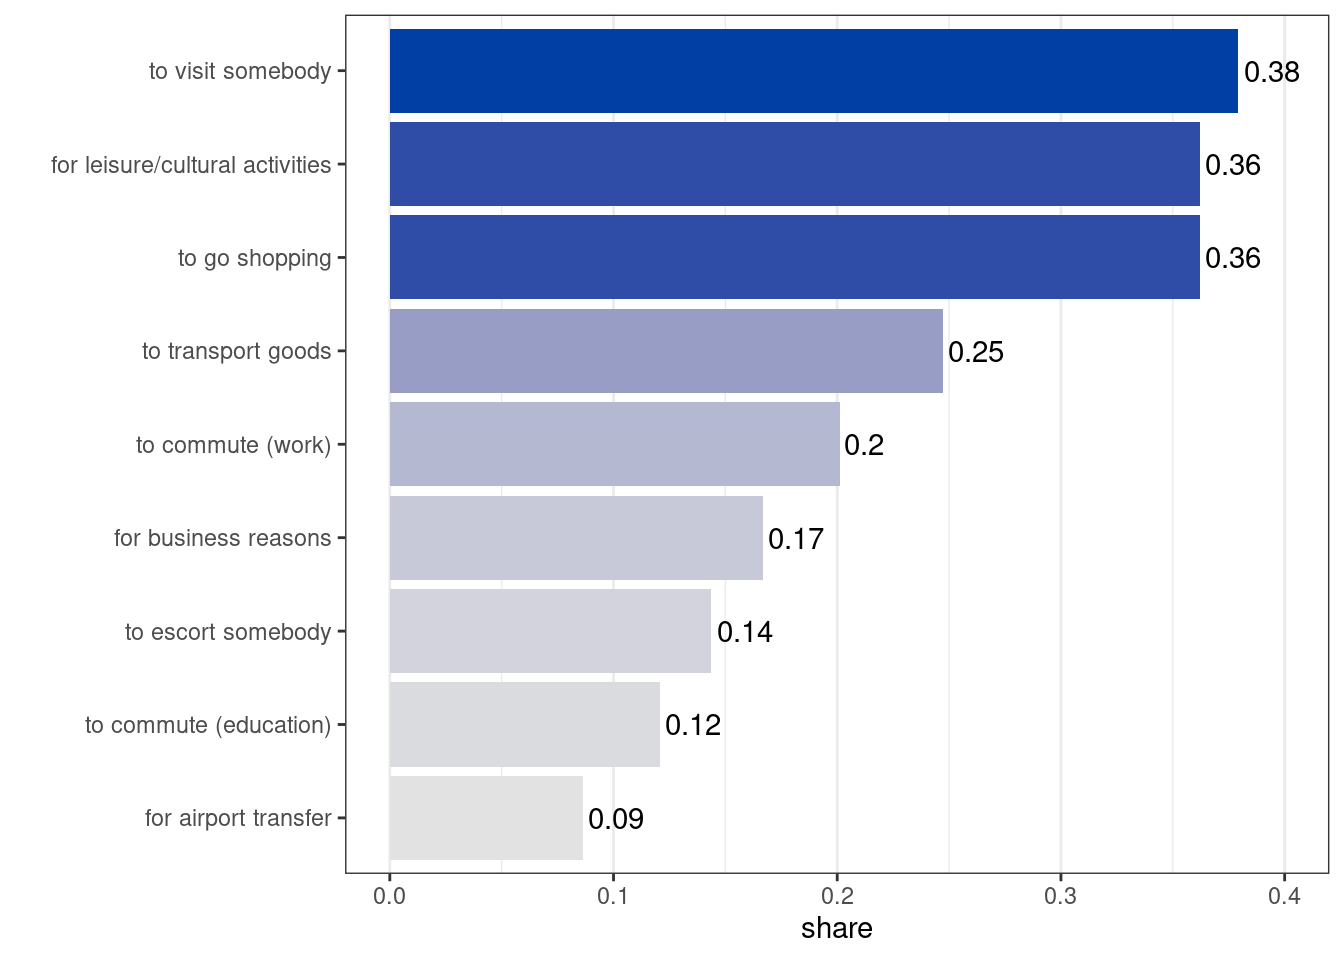 to visit somebody 0.38
for leisure/cultural activities 0.36
to go shopping 0.36
to transport goods 0.25
to commute (work) 0.2
for business reasons 0.17
to escort somebody 0.14
to commute (education) 0.12
for airport transfer 0.09
0.0 0.1 0.2 0.3 0.4
share